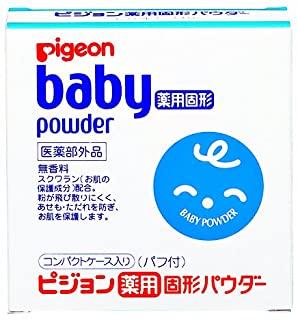 pigeon
baby 薬用固形
powder
医薬部外品
無香料
スクワラン(お肌の
保護成分)配合。
粉が飛び散りにくく、
あせも・ただれを防ぎ、
お肌を保護します。
BABY POWDER
コンパクトケース入り (パフ付)
ピジョン薬用固形パウダー